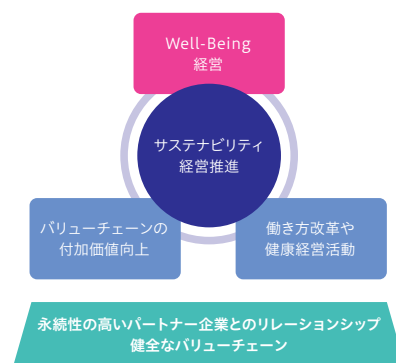 Well-Being
経営
サステナビリティ
経営推進
バリューチェーンの
付加価値向上
働き方改革や
健康経営活動
永続性の高いパートナー企業とのリレーションシップ
健全なバリューチェーン